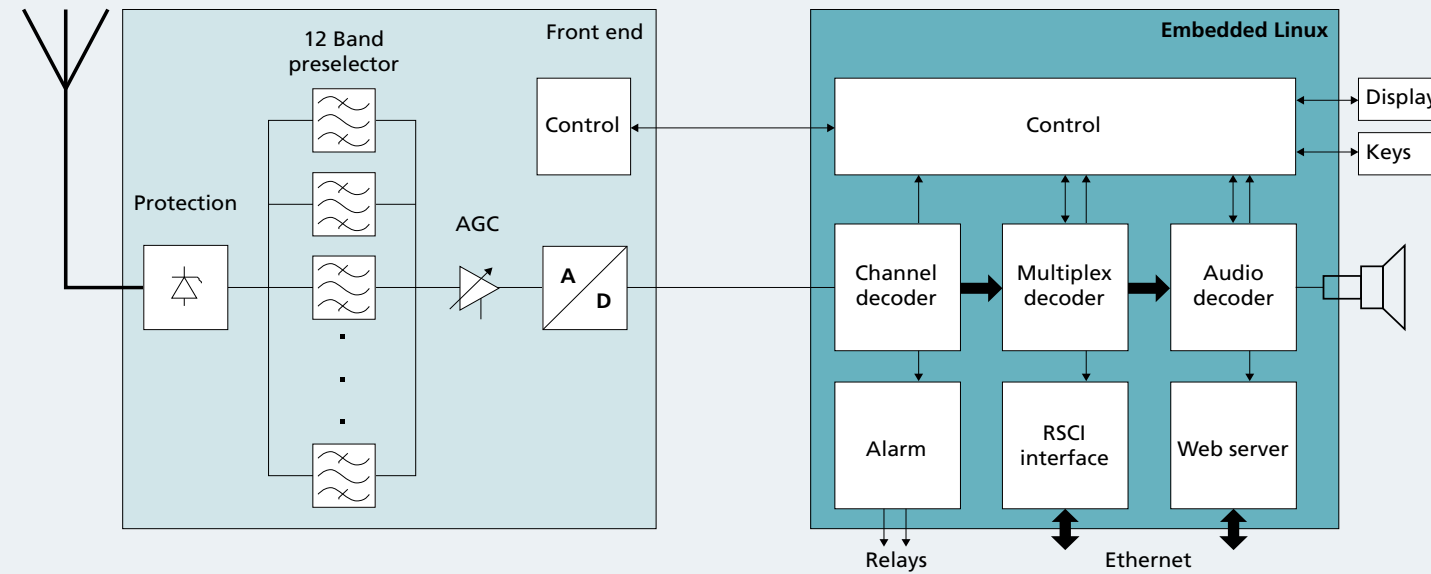 12 Band
preselector
Front end
Control
Protection
AGC
A
D
Embedded Linux
Control
Display
Keys
Channel
decoder
Multiplex
decoder
Audio
decoder
Alarm
RSCI
interface
Web server
Relays
Ethernet